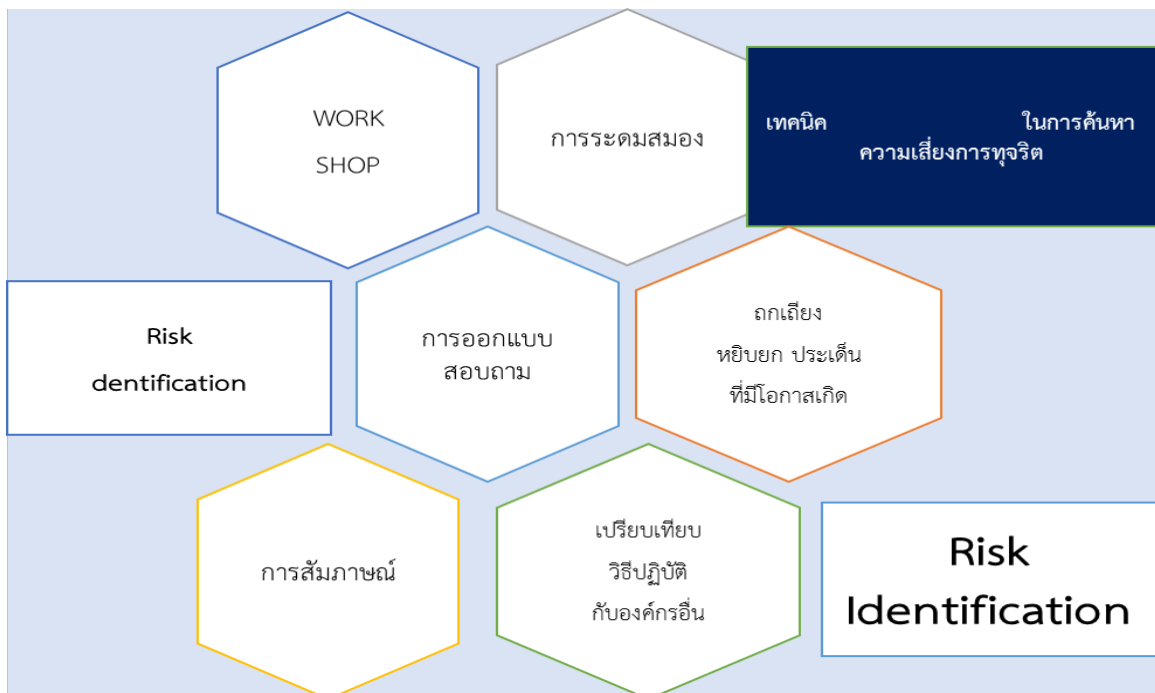 WORK
SHOP
การระดมสมอง
เทคนิค ในการค้นหา
ความเสี่ยงการทุจริต
Risk
dentification
การออกแบบ
สอบถาม
ถกเถียง
หยิบยก ประเด็น
ที่มีโอกาสเกิด
การสัมภาษณ์
เปรียบเทียบ
วิธีปฏิบัติ
กับองค์กรอื่น
Risk
Identification